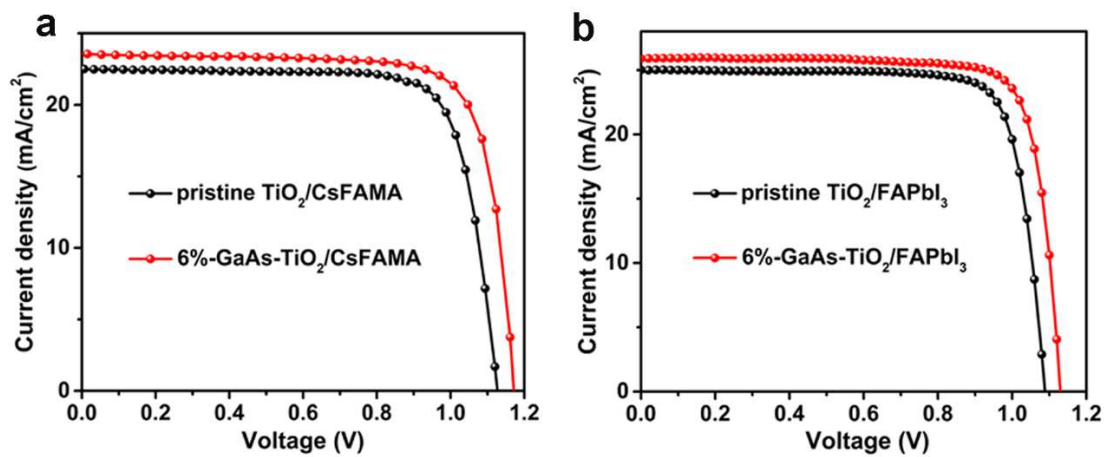 a
Current density (mA/cm²)
20
10
0
pristine TiO₂/CsFAMA
6%-GaAs-TiO₂/CsFAMA
0.0 0.2 0.4 0.6 0.8 1.0 1.2
Voltage (V)
b
Current density (mA/cm²)
20
10
0
pristine TiO₂/FAPbI₃
6%-GaAs-TiO₂/FAPbI₃
0.0 0.2 0.4 0.6 0.8 1.0 1.2
Voltage (V)